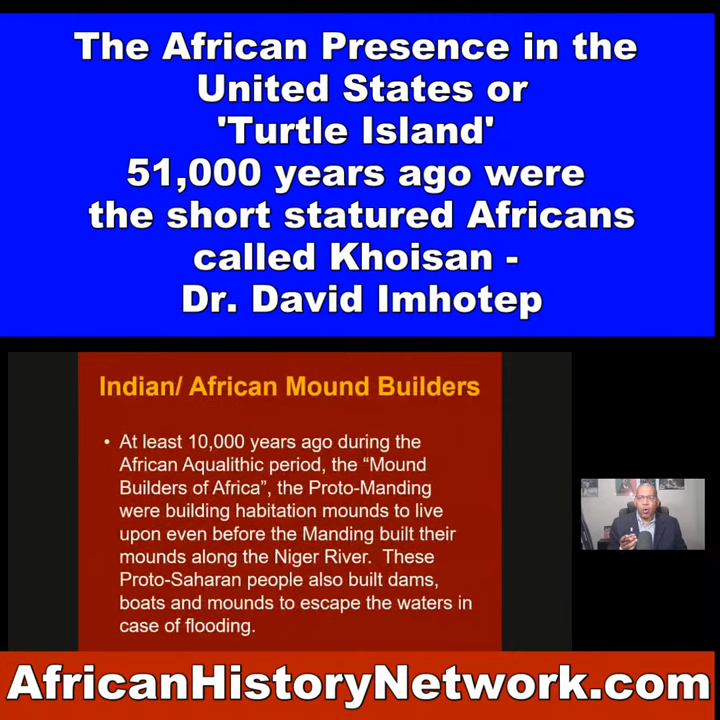 The African Presence in the
United States or
'Turtle Island'
51,000 years ago were
the short statured Africans
called Khoisan -
Dr. David Imhotep
Indian/ African Mound Builders
• At least 10,000 years ago during the
African Aqualithic period, the “Mound
Builders of Africa”, the Proto-Manding
were building habitation mounds to live
upon even before the Manding built their
mounds along the Niger River.  These
Proto-Saharan people also built dams,
boats and mounds to escape the waters in
case of flooding.
AfricanHistoryNetwork.com